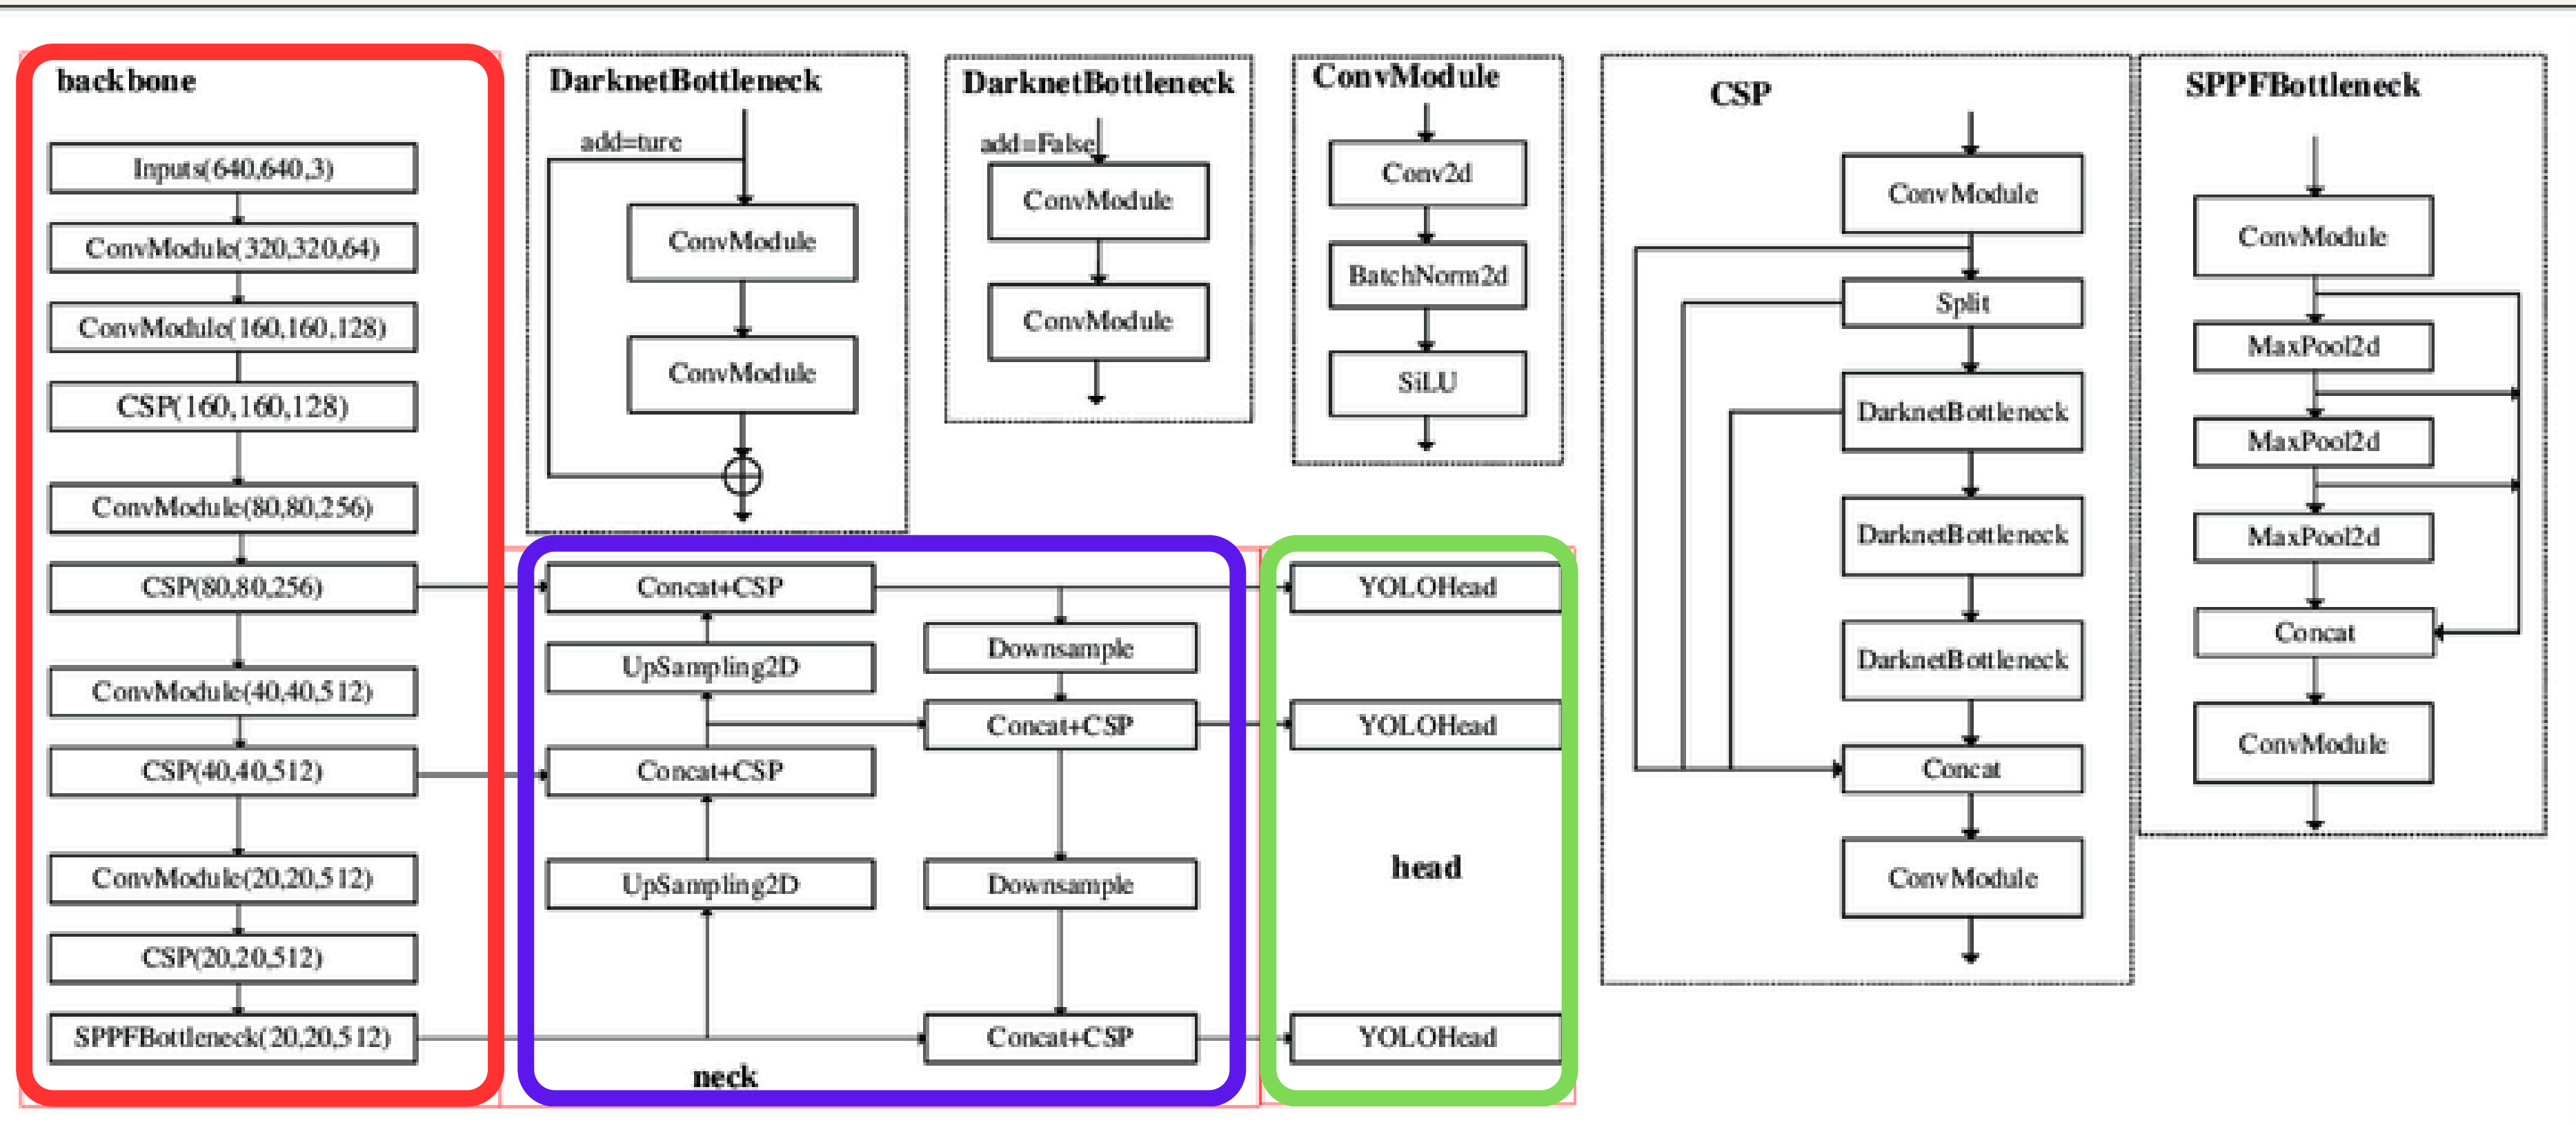 backbone
Inputs(640,640,3)
ConvModule(320,320,64)
ConvModule(160,160,128)
CSP(160,160,128)
ConvModule(80,80,256)
CSP(80,80,256)
ConvModule(40,40,512)
CSP(40,40,512)
ConvModule(20,20,512)
CSP(20,20,512)
SPPFBottleneck(20,20,512)
DarknetBottleneck
add=ture
ConvModule
ConvModule
DarknetBottleneck
add=False
ConvModule
ConvModule
ConvModule
Conv2d
BatchNorm2d
SiLU
Concat+CSP
UpSampling2D
Concat+CSP
UpSampling2D
Downsample
Concat+CSP
Downsample
Concat+CSP
neck
YOLOHead
YOLOHead
head
YOLOHead
CSP
ConvModule
Split
DarknetBottleneck
DarknetBottleneck
DarknetBottleneck
Concat
ConvModule
SPPFBottleneck
ConvModule
MaxPool2d
MaxPool2d
MaxPool2d
Concat
ConvModule